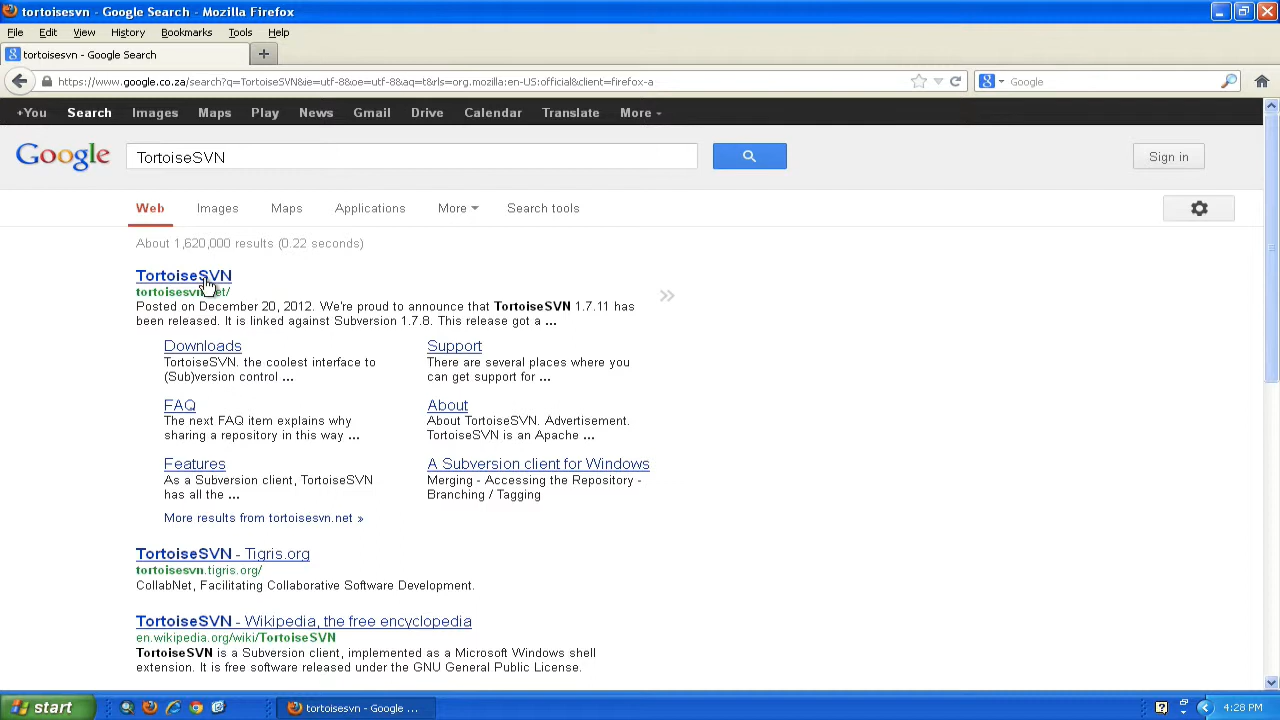 tortoisesvn - Google Search - Mozilla Firefox
File Edit View History Bookmarks Tools Help
tortoisesvn - Google Search
https://www.google.co.za/search?q=TortoiseSVN&ie=utf-8&oe=utf-8&aq=t&rls=org.mozilla:en-US:official&client=firefox-a
Google
+You Search Images Maps Play News Gmail Drive Calendar Translate More
Google TortoiseSVN Sign in
Web Images Maps Applications More Search tools
About 1,620,000 results (0.22 seconds)
TortoiseSVN
tortoisesvn.net/
Posted on December 20, 2012. We're proud to announce that TortoiseSVN 1.7.11 has
been released. It is linked against Subversion 1.7.8. This release got a ...
Downloads
TortoiseSVN. the coolest interface to
(Sub)version control ...
Support
There are several places where you
can get support for ...
FAQ
The next FAQ item explains why
sharing a repository in this way ...
About
About TortoiseSVN. Advertisement.
TortoiseSVN is an Apache ...
Features
As a Subversion client, TortoiseSVN
has all the ...
A Subversion client for Windows
Merging - Accessing the Repository -
Branching / Tagging
More results from tortoisesvn.net »
TortoiseSVN - Tigris.org
tortoisesvn.tigris.org/
CollabNet, Facilitating Collaborative Software Development.
TortoiseSVN - Wikipedia, the free encyclopedia
en.wikipedia.org/wiki/TortoiseSVN
TortoiseSVN is a Subversion client, implemented as a Microsoft Windows shell
extension. It is free software released under the GNU General Public License.
start tortoisesvn - Google ... 4:28 PM